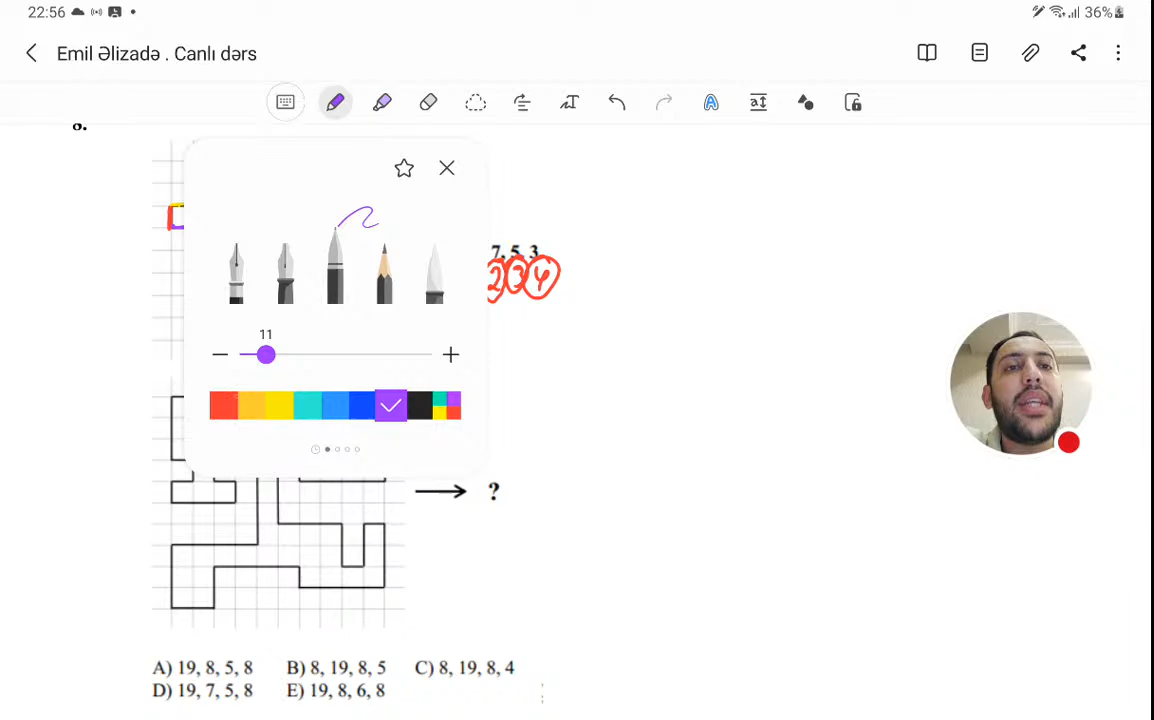 22:56 36%
Emil Əlizadə . Canlı dərs
8.
7, 5, 3
2 3 4
11
?
A) 19, 8, 5, 8 B) 8, 19, 8, 5 C) 8, 19, 8, 4
D) 19, 7, 5, 8 E) 19, 8, 6, 8